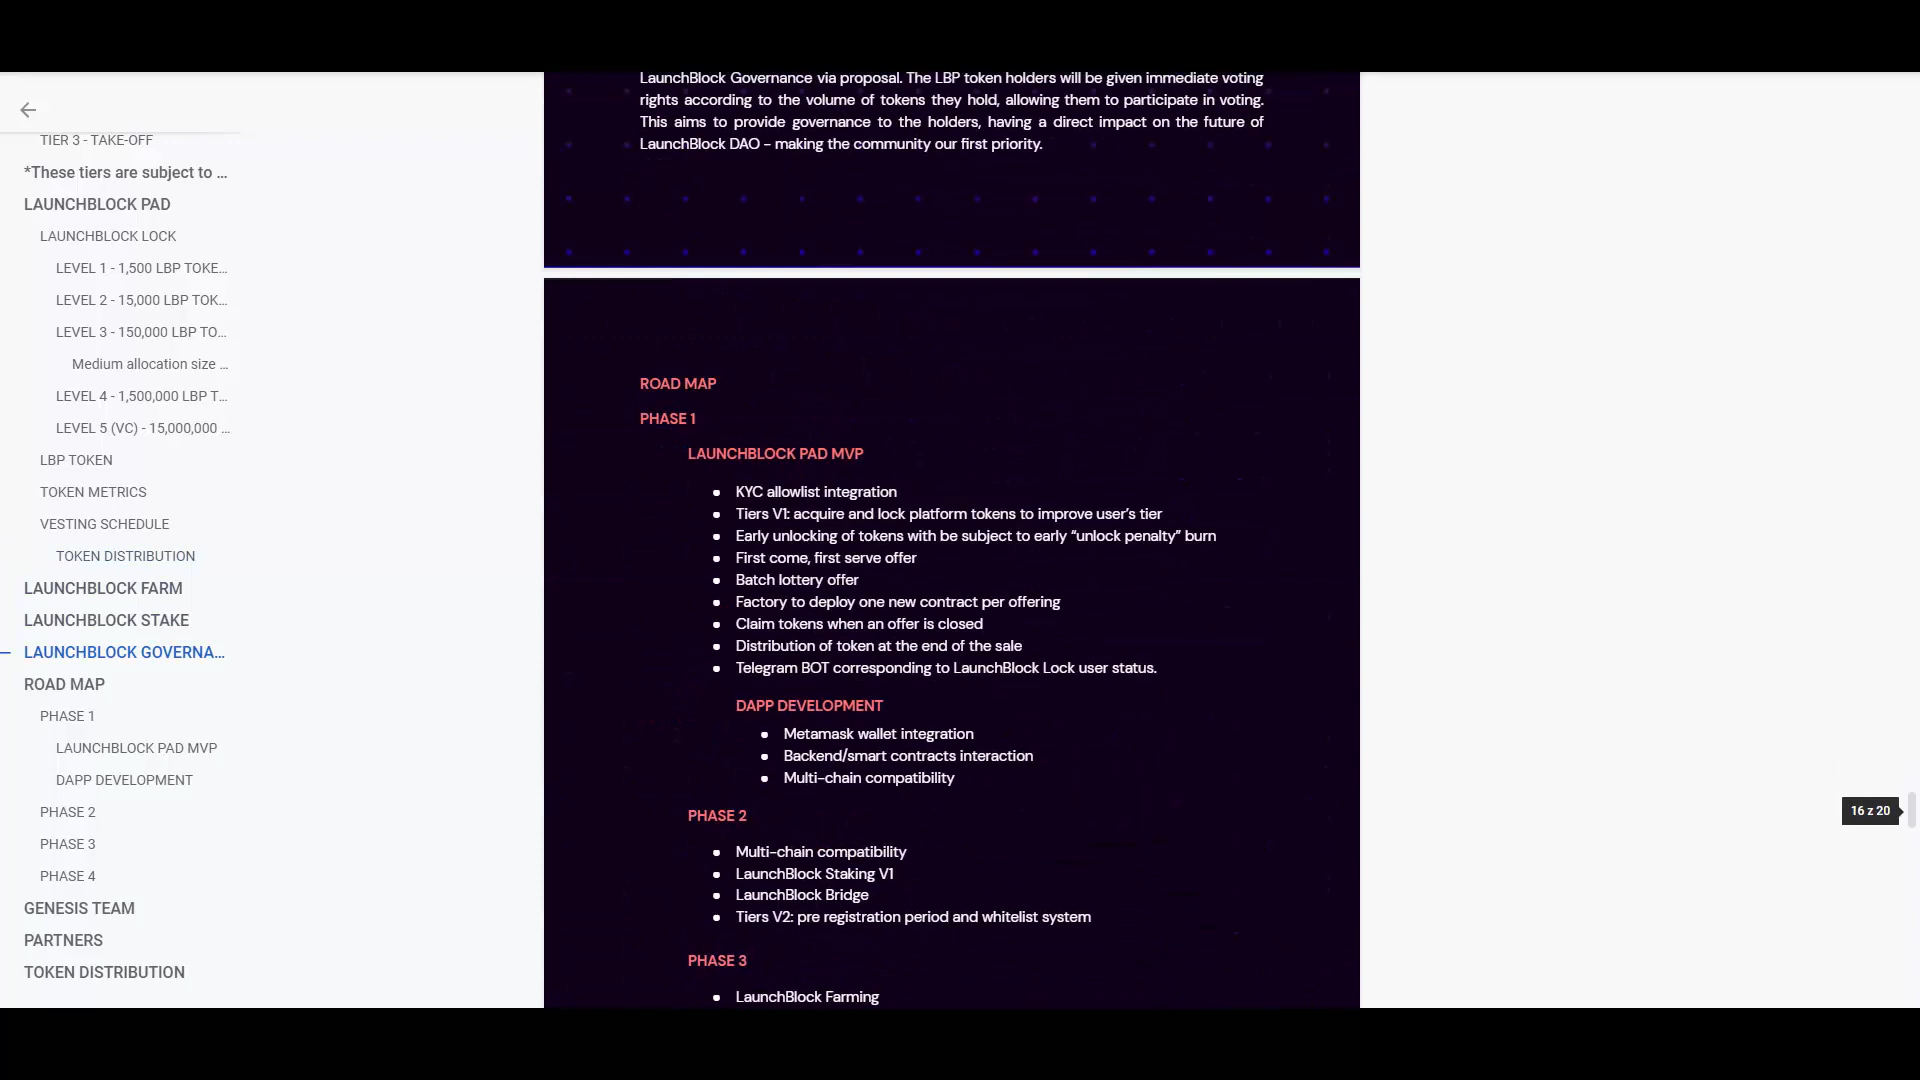 TIER 3 - TAKE-OFF
*These tiers are subject to ...
LAUNCHBLOCK PAD
LAUNCHBLOCK LOCK
LEVEL 1 - 1,500 LBP TOKE...
LEVEL 2 - 15,000 LBP TOK...
LEVEL 3 - 150,000 LBP TO...
Medium allocation size ...
LEVEL 4 - 1,500,000 LBP T...
LEVEL 5 (VC) - 15,000,000 ...
LBP TOKEN
TOKEN METRICS
VESTING SCHEDULE
TOKEN DISTRIBUTION
LAUNCHBLOCK FARM
LAUNCHBLOCK STAKE
LAUNCHBLOCK GOVERNA...
ROAD MAP
PHASE 1
LAUNCHBLOCK PAD MVP
DAPP DEVELOPMENT
PHASE 2
PHASE 3
PHASE 4
GENESIS TEAM
PARTNERS
TOKEN DISTRIBUTION
LaunchBlock Governance via proposal. The LBP token holders will be given immediate voting
rights according to the volume of tokens they hold, allowing them to participate in voting.
This aims to provide governance to the holders, having a direct impact on the future of
LaunchBlock DAO – making the community our first priority.
ROAD MAP
PHASE 1
LAUNCHBLOCK PAD MVP
● KYC allowlist integration
● Tiers V1: acquire and lock platform tokens to improve user's tier
● Early unlocking of tokens with be subject to early “unlock penalty” burn
● First come, first serve offer
● Batch lottery offer
● Factory to deploy one new contract per offering
● Claim tokens when an offer is closed
● Distribution of token at the end of the sale
● Telegram BOT corresponding to LaunchBlock Lock user status.
DAPP DEVELOPMENT
● Metamask wallet integration
● Backend/smart contracts interaction
● Multi-chain compatibility
PHASE 2
● Multi-chain compatibility
● LaunchBlock Staking V1
● LaunchBlock Bridge
● Tiers V2: pre registration period and whitelist system
PHASE 3
● LaunchBlock Farming
16 z 20